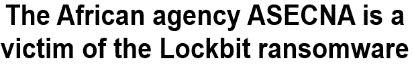 The African agency ASECNA is a
victim of the Lockbit ransomware